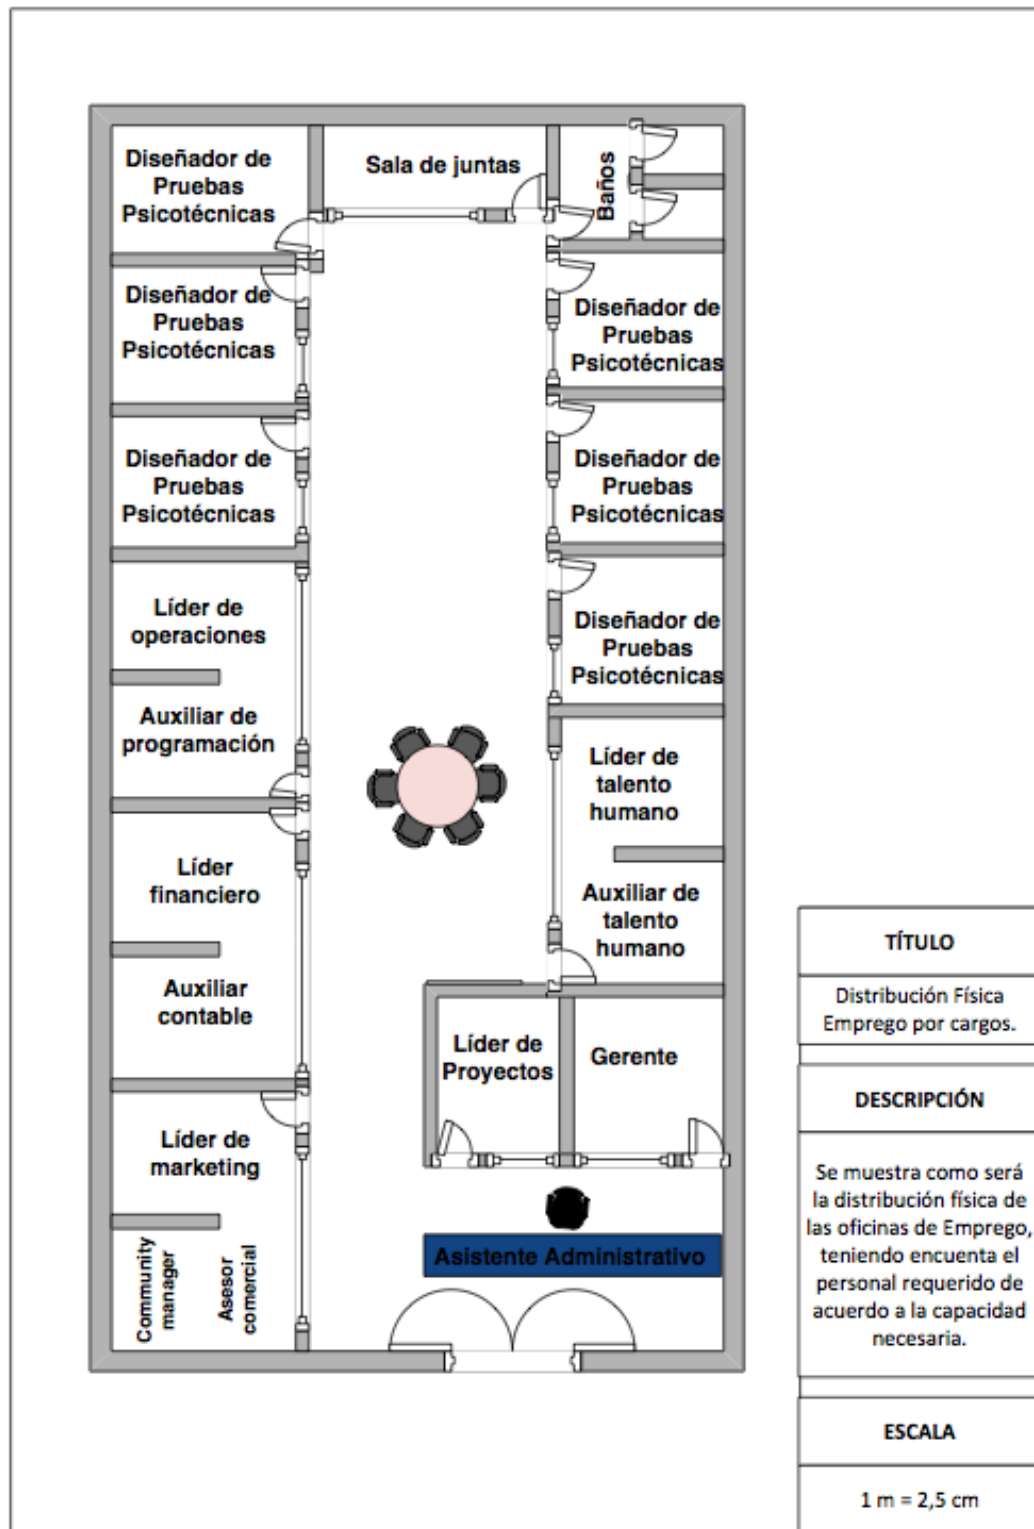 Diseñador de
Pruebas
Psicotécnicas
Sala de juntas
Baños
Diseñador de
Pruebas
Psicotécnicas
Diseñador de
Pruebas
Psicotécnicas
Diseñador de
Pruebas
Psicotécnicas
Diseñador de
Pruebas
Psicotécnicas
Líder de
operaciones
Diseñador de
Pruebas
Psicotécnicas
Auxiliar de
programación
Líder de
talento
humano
Líder
financiero
Auxiliar de
talento
humano
Auxiliar
contable
Líder de
Proyectos
Gerente
Líder de
marketing
Community
manager
Asesor
comercial
Asistente Administrativo
TÍTULO
Distribución Física
Emprego por cargos.
DESCRIPCIÓN
Se muestra como será
la distribución física de
las oficinas de Emprego,
teniendo encuenta el
personal requerido de
acuerdo a la capacidad
necesaria.
ESCALA
1 m = 2,5 cm